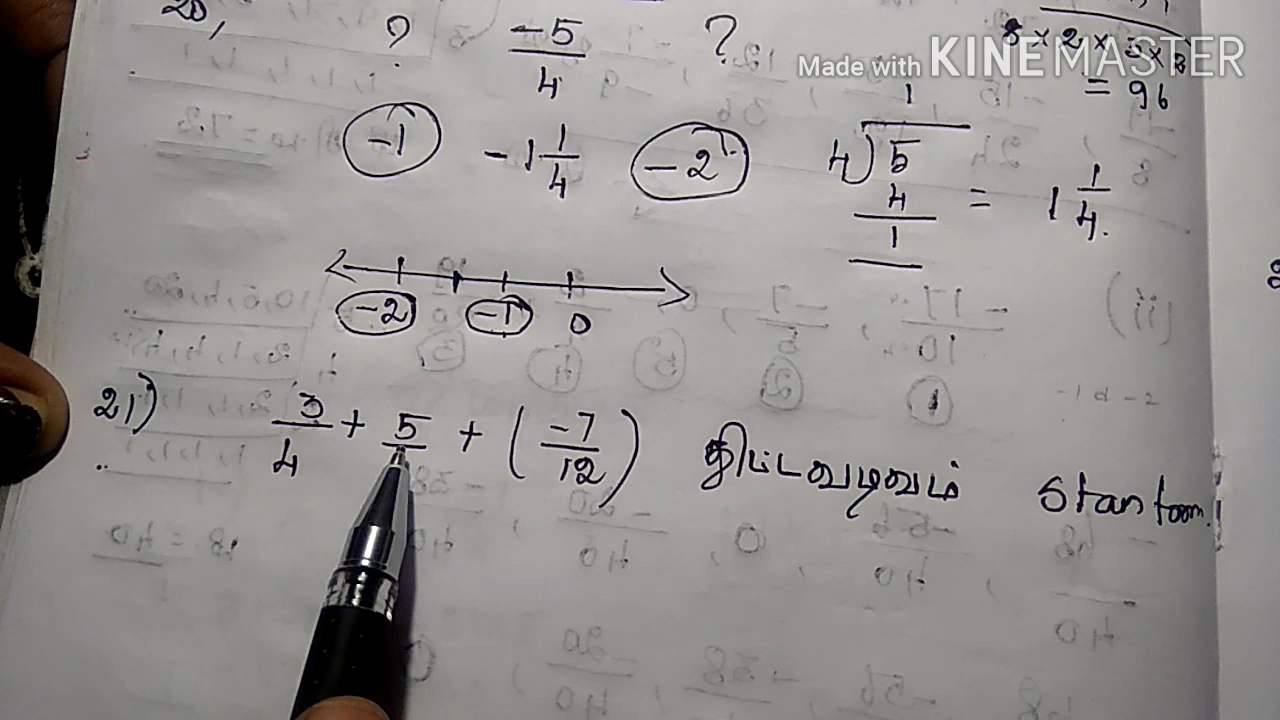 20, ? -5/4 ?
Made with KINEMASTER
= 96
-1 -1 1/4 -2
4)5 = 1 1/4.
1
4
1
-2 -1 0
21) 3/4 + 5/ + (-7/12) திட்டவடிவம்